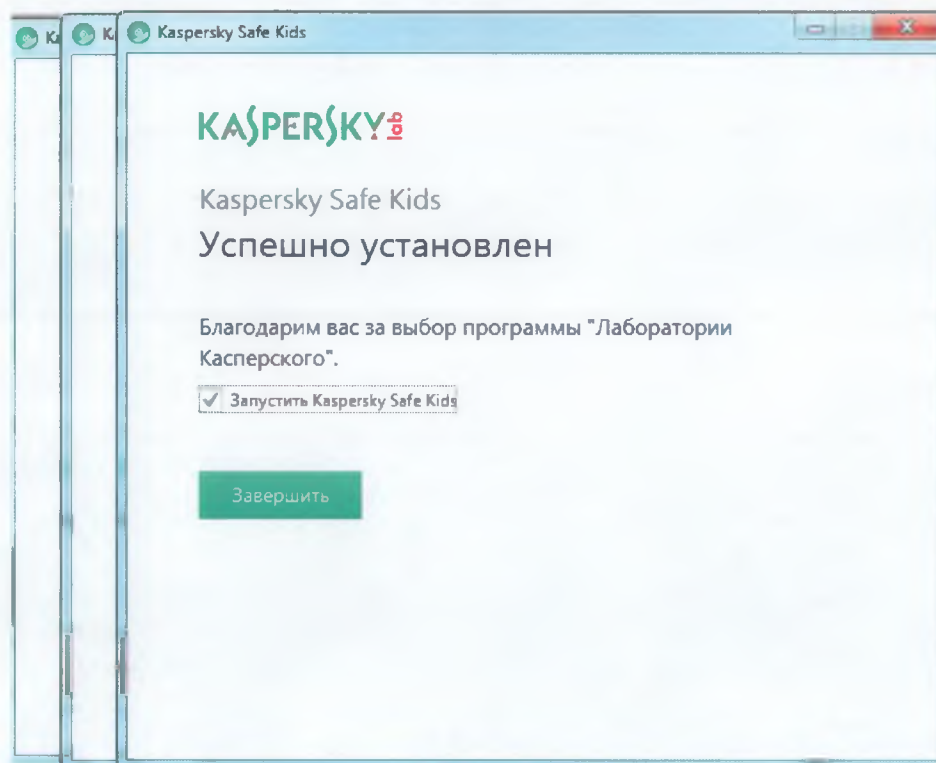 Ka
K
Kaspersky Safe Kids
KASPERSKY lab
Kaspersky Safe Kids
Успешно установлен
Благодарим вас за выбор программы "Лаборатории
Касперского".
Запустить Kaspersky Safe Kids
Завершить